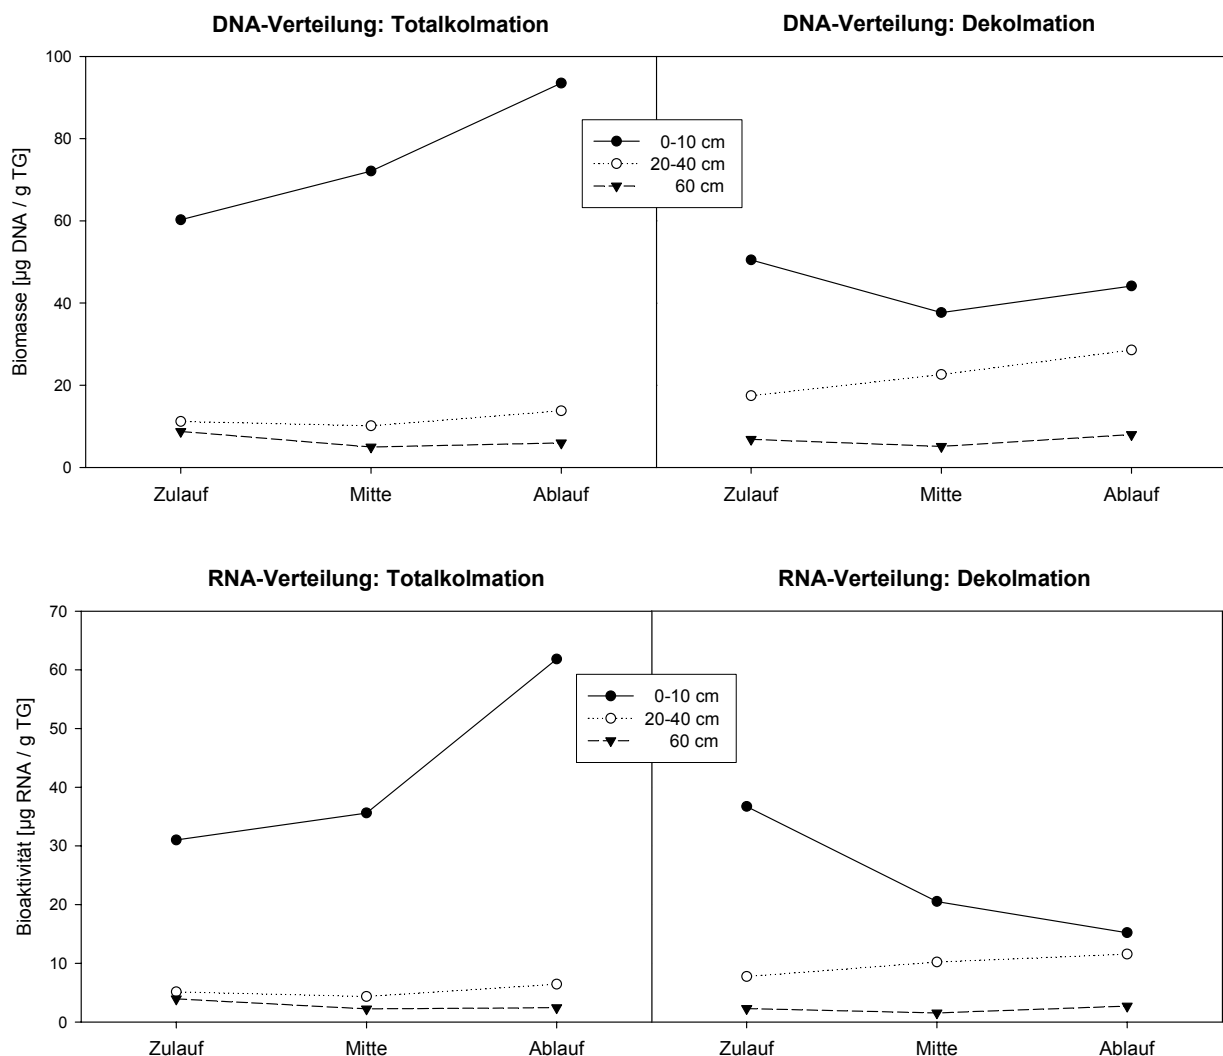 DNA-Verteilung: Totalkolmation
DNA-Verteilung: Dekolmation
Biomasse [µg DNA / g TG]
100
80
60
40
20
0
0-10 cm
20-40 cm
60 cm
Zulauf Mitte Ablauf Zulauf Mitte Ablauf
RNA-Verteilung: Totalkolmation
RNA-Verteilung: Dekolmation
Bioaktivität [µg RNA / g TG]
70
60
50
40
30
20
10
0
0-10 cm
20-40 cm
60 cm
Zulauf Mitte Ablauf Zulauf Mitte Ablauf